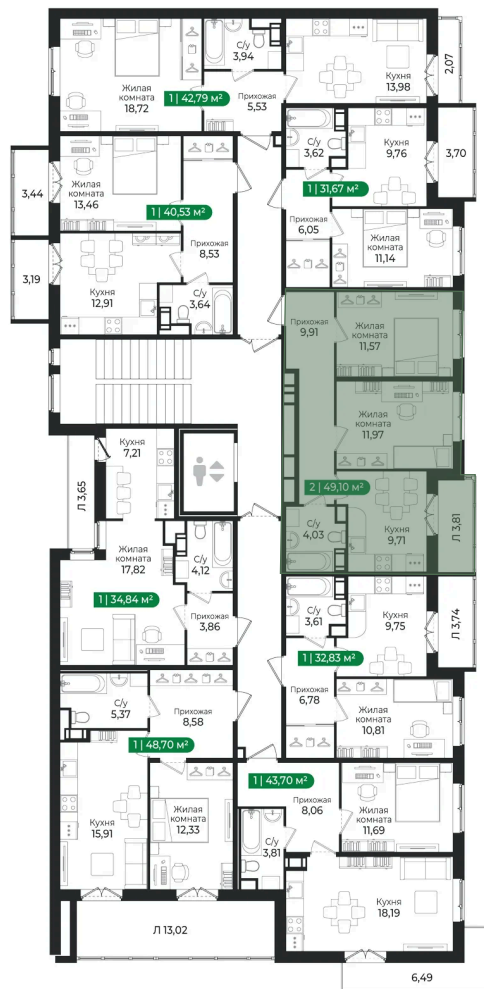 С/у
3,94
Кухня
13,98
2,07
Жилая
комната
18,72
1 | 42,79 м²
Прихожая
5,53
С/у
3,62
Кухня
9,76
3,70
3,44
Жилая
комната
13,46
1 | 31,67 м²
1 | 40,53 м²
6,05
Жилая
комната
11,14
Прихожая
8,53
3,19
Кухня
12,91
С/у
3,64
Прихожая
9,91
Жилая
комната
11,57
Жилая
комната
11,97
Кухня
7,21
Л 3,65
2 | 49,10 м²
С/у
4,03
Кухня
9,71
Л 3,81
Жилая
комната
17,82
С/у
4,12
1 | 34,84 м²
Прихожая
3,86
С/у
3,61
Кухня
9,75
Л 3,74
1 | 32,83 м²
С/у
5,37
Прихожая
8,58
6,78
Жилая
комната
10,81
1 | 48,70 м²
1 | 43,70 м²
Прихожая
8,06
Жилая
комната
11,69
Кухня
15,91
Жилая
комната
12,33
С/у
3,81
Кухня
18,19
Л 13,02
6,49